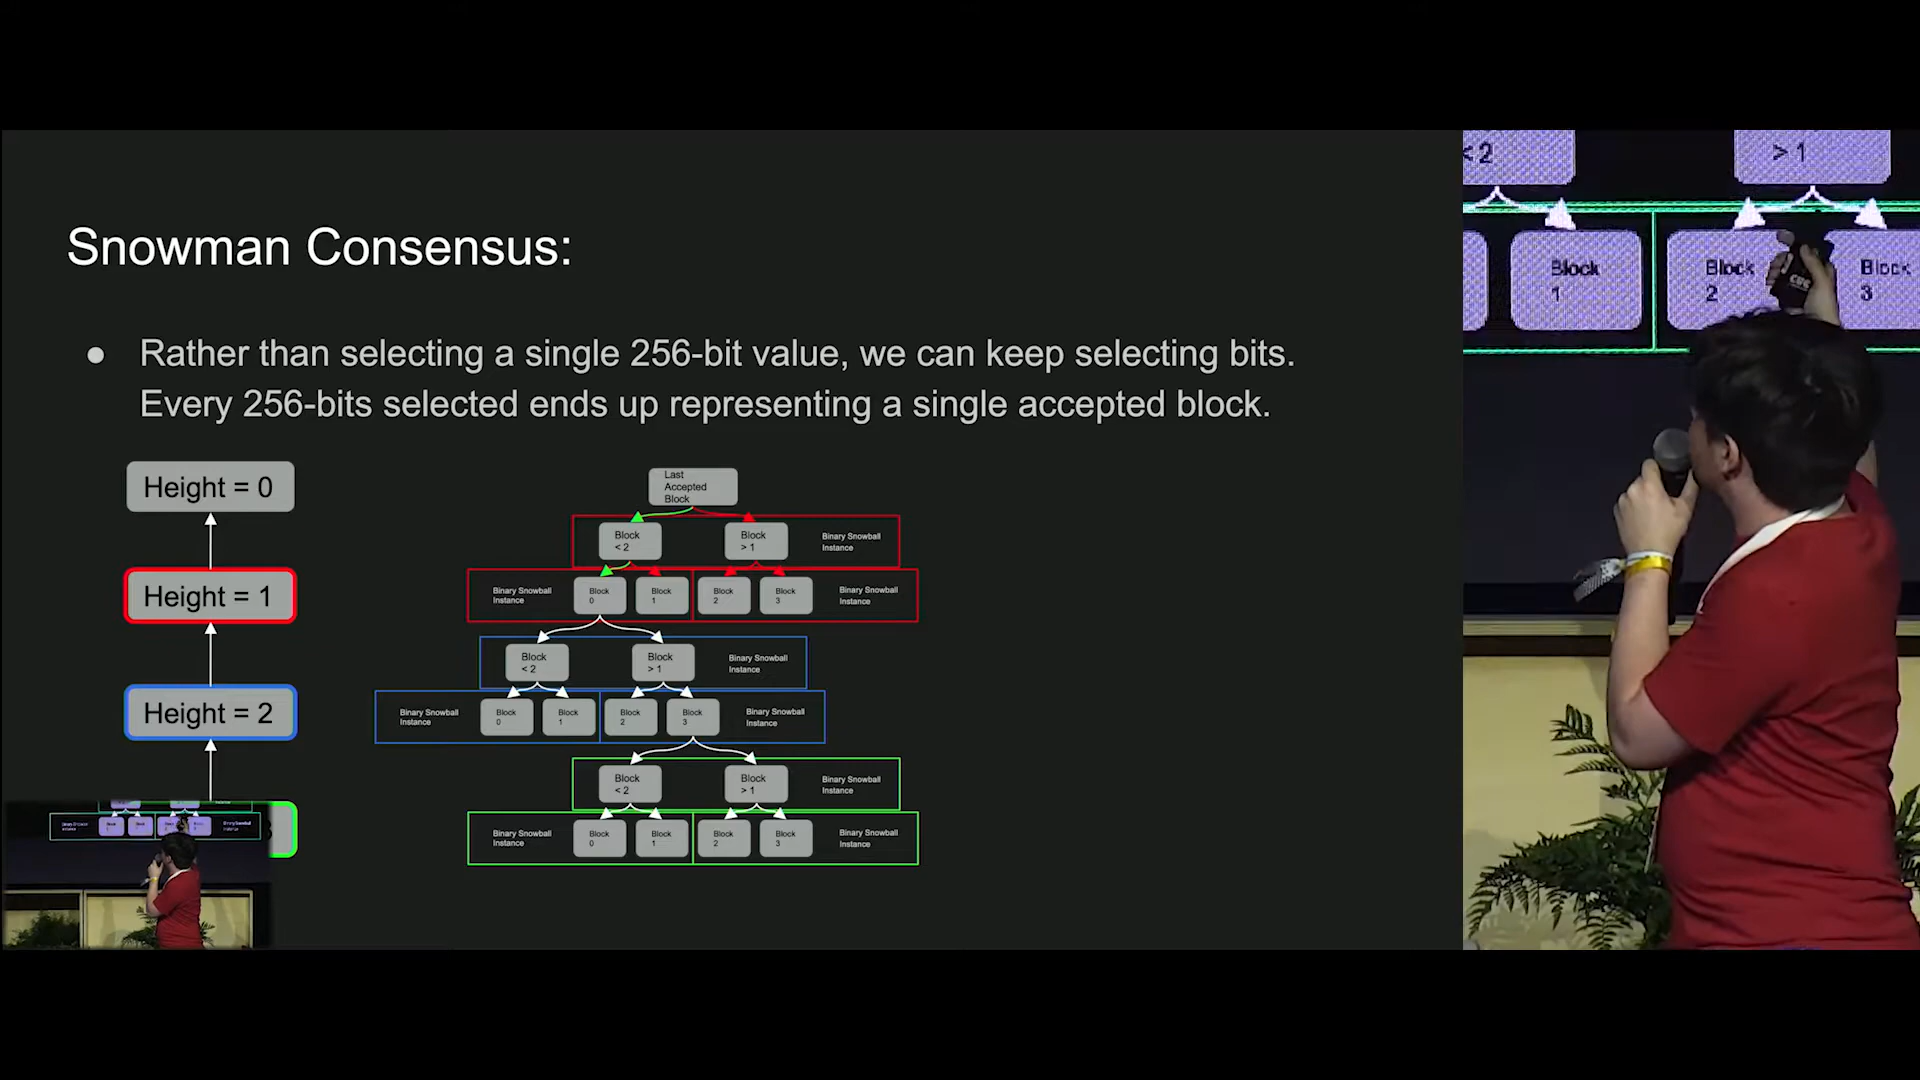 Snowman Consensus:
● Rather than selecting a single 256-bit value, we can keep selecting bits.
Every 256-bits selected ends up representing a single accepted block.
Height = 0
Height = 1
Height = 2
Last
Accepted
Block
Block
< 2
Block
> 1
Binary Snowball
Instance
Binary Snowball
Instance
Block
0
Block
1
Block
2
Block
3
Binary Snowball
Instance
Block
< 2
Block
> 1
Binary Snowball
Instance
Binary Snowball
Instance
Block
0
Block
1
Block
2
Block
3
Binary Snowball
Instance
Block
< 2
Block
> 1
Binary Snowball
Instance
Binary Snowball
Instance
Block
0
Block
1
Block
2
Block
3
Binary Snowball
Instance
< 2
> 1
Block
1
Block
2
Block
3